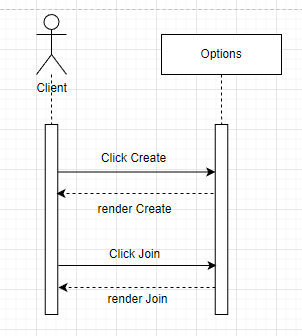 Options
Client
Click Create
render Create
Click Join
render Join